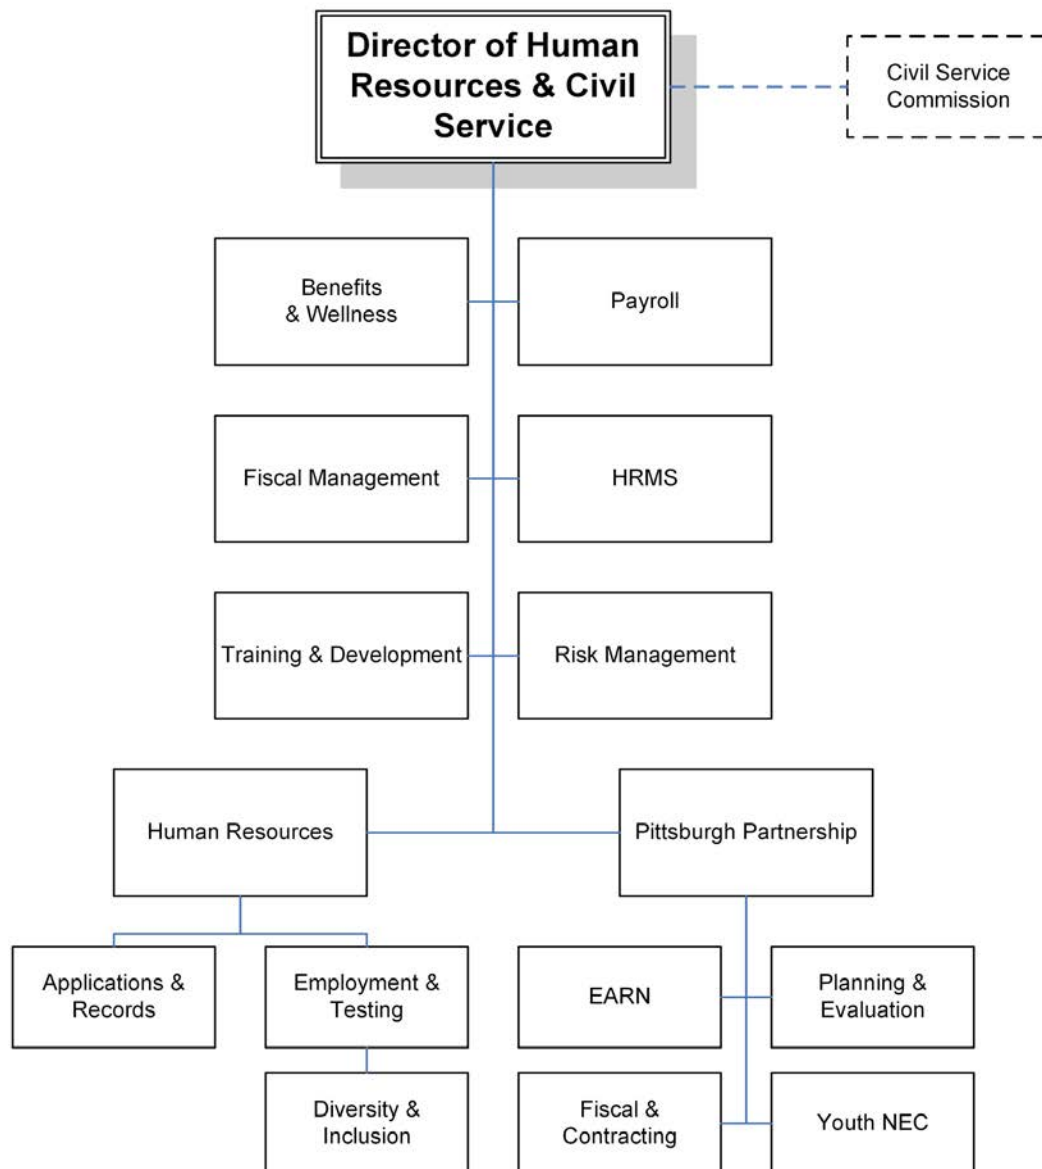 Director of Human
Resources & Civil
Service
Civil Service
Commission
Benefits
& Wellness
Payroll
Fiscal Management
HRMS
Training & Development
Risk Management
Human Resources
Pittsburgh Partnership
Applications &
Records
Employment &
Testing
EARN
Planning &
Evaluation
Diversity &
Inclusion
Fiscal &
Contracting
Youth NEC